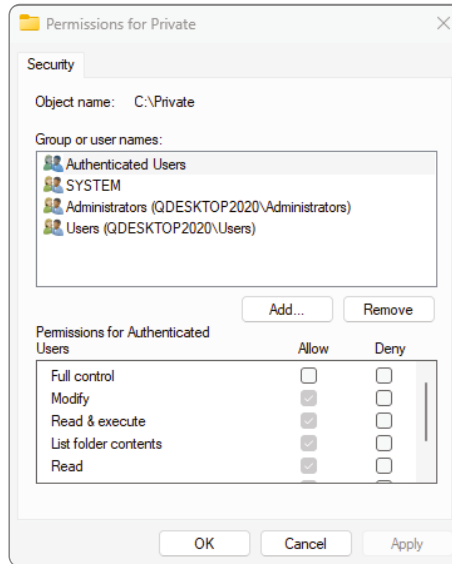 Permissions for Private
Security
Object name: C:\Private
Group or user names:
Authenticated Users
SYSTEM
Administrators (QDESKTOP2020\Administrators)
Users (QDESKTOP2020\Users)
Add...
Remove
Permissions for Authenticated
Users
Allow
Deny
Full control
Modify
Read & execute
List folder contents
Read
OK
Cancel
Apply